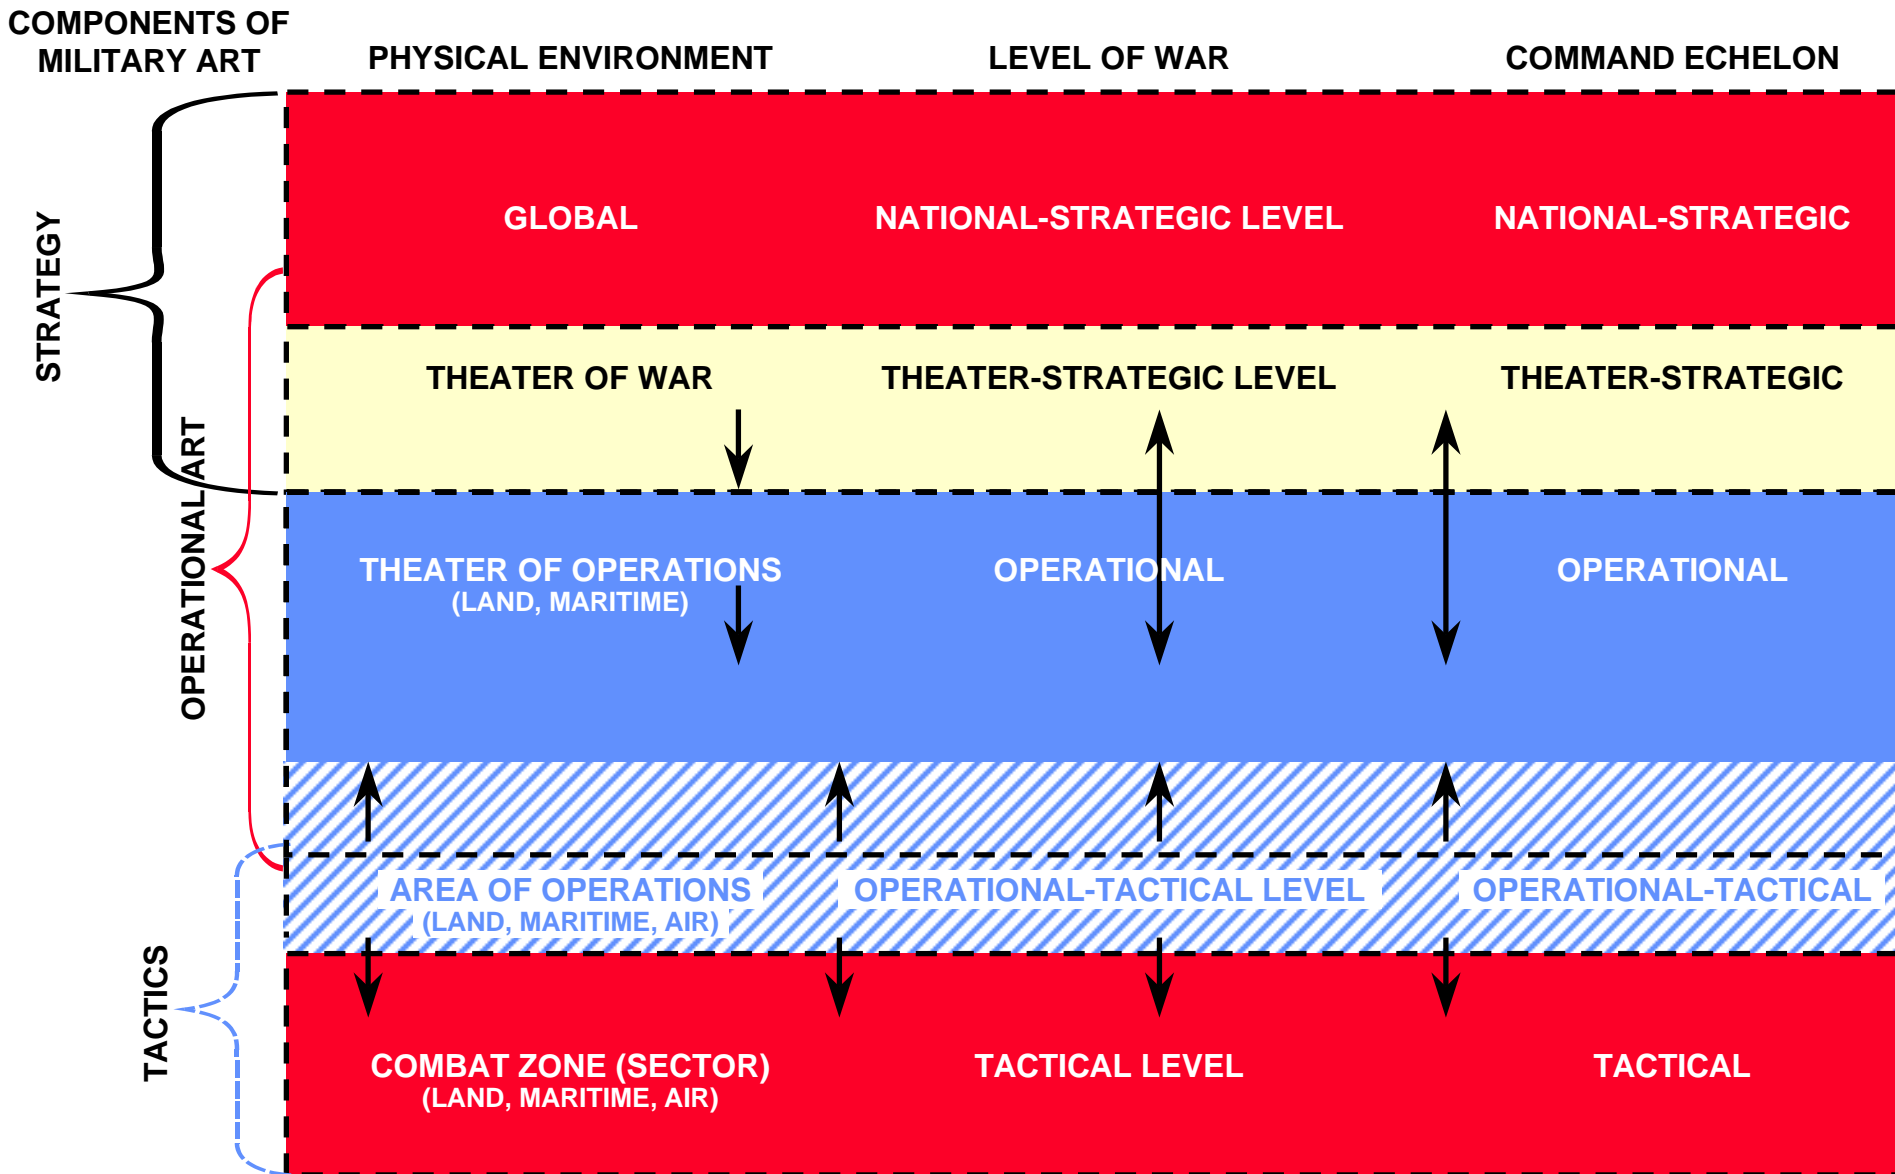 COMPONENTS OF
MILITARY ART
PHYSICAL ENVIRONMENT
LEVEL OF WAR
COMMAND ECHELON
STRATEGY
GLOBAL
NATIONAL-STRATEGIC LEVEL
NATIONAL-STRATEGIC
THEATER OF WAR
THEATER-STRATEGIC LEVEL
THEATER-STRATEGIC
OPERATIONAL ART
THEATER OF OPERATIONS
(LAND, MARITIME)
OPERATIONAL
OPERATIONAL
AREA OF OPERATIONS
(LAND, MARITIME, AIR)
OPERATIONAL-TACTICAL LEVEL
OPERATIONAL-TACTICAL
TACTICS
COMBAT ZONE (SECTOR)
(LAND, MARITIME, AIR)
TACTICAL LEVEL
TACTICAL